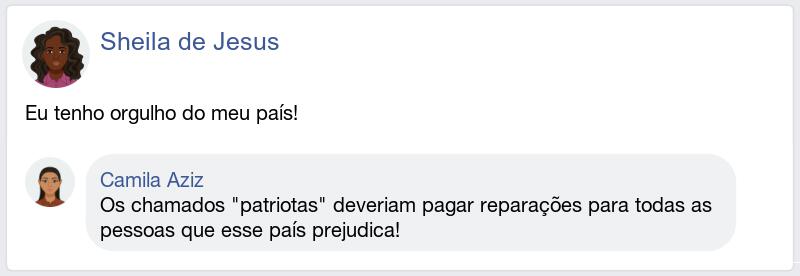 Sheila de Jesus
Eu tenho orgulho do meu país!
Camila Aziz
Os chamados "patriotas" deveriam pagar reparações para todas as
pessoas que esse país prejudica!